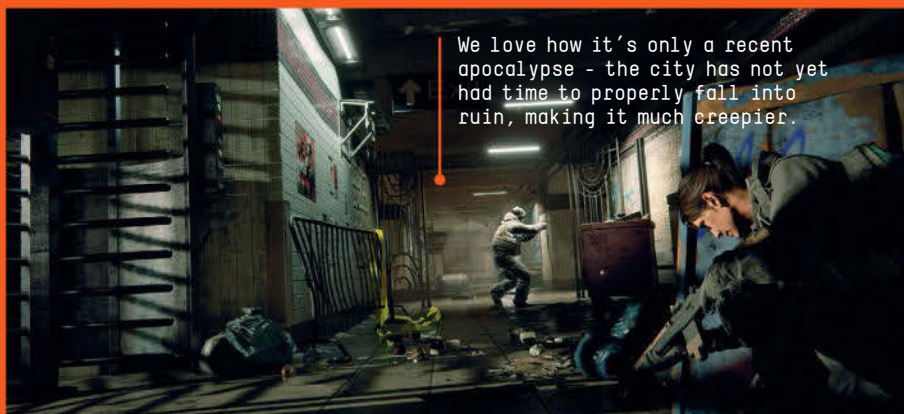 We love how it's only a recent
apocalypse - the city has not yet
had time to properly fall into
ruin, making it much creepier.